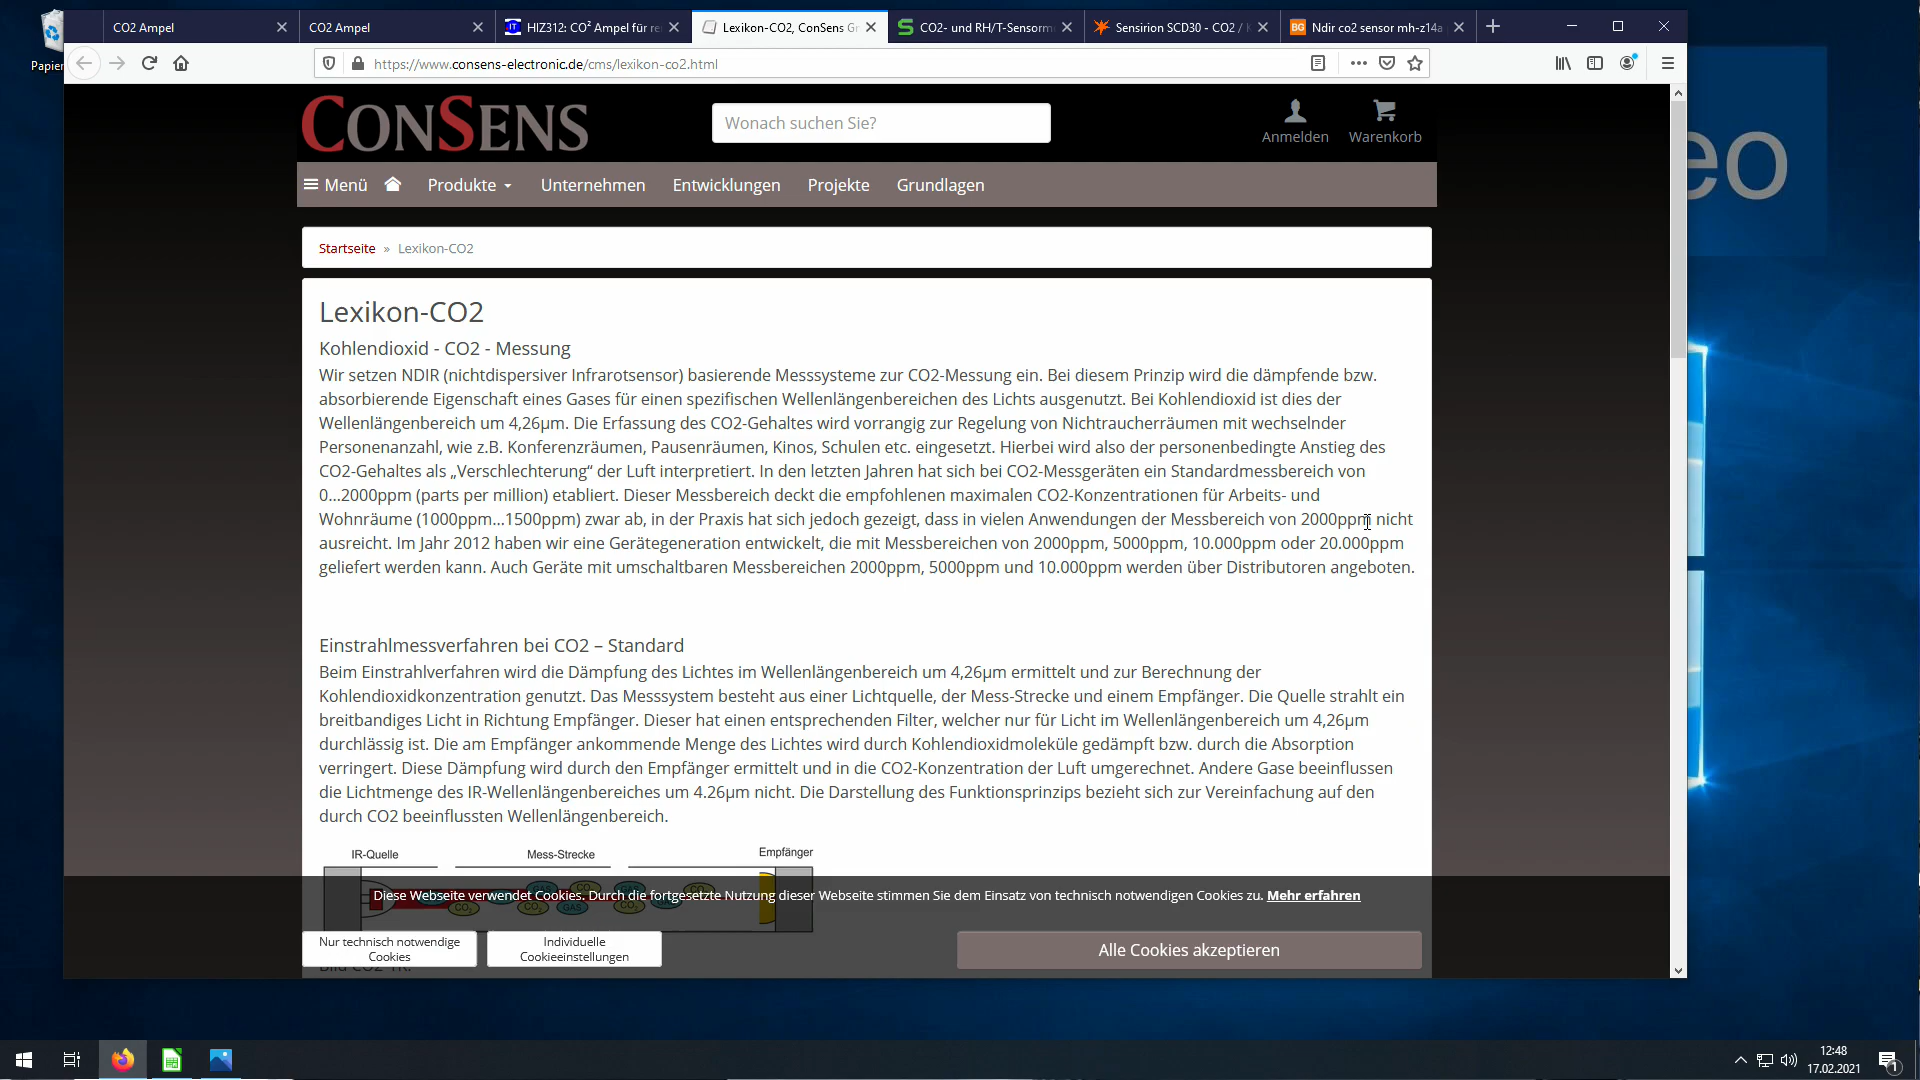 Papier
CO2 Ampel
CO2 Ampel
HIZ312: CO² Ampel für re
Lexikon-CO2, ConSens Gr
CO2- und RH/T-Sensorm
Sensirion SCD30 - CO2 /
Ndir co2 sensor mh-z14a
https://www.consens-electronic.de/cms/lexikon-co2.html
eo
CONSENS
Wonach suchen Sie?
Anmelden
Warenkorb
Menü
Produkte
Unternehmen
Entwicklungen
Projekte
Grundlagen
Startseite » Lexikon-CO2
Lexikon-CO2
Kohlendioxid - CO2 - Messung
Wir setzen NDIR (nichtdispersiver Infrarotsensor) basierende Messsysteme zur CO2-Messung ein. Bei diesem Prinzip wird die dämpfende bzw.
absorbierende Eigenschaft eines Gases für einen spezifischen Wellenlängenbereichen des Lichts ausgenutzt. Bei Kohlendioxid ist dies der
Wellenlängenbereich um 4,26µm. Die Erfassung des CO2-Gehaltes wird vorrangig zur Regelung von Nichtraucherräumen mit wechselnder
Personenanzahl, wie z.B. Konferenzräumen, Pausenräumen, Kinos, Schulen etc. eingesetzt. Hierbei wird also der personenbedingte Anstieg des
CO2-Gehaltes als „Verschlechterung“ der Luft interpretiert. In den letzten Jahren hat sich bei CO2-Messgeräten ein Standardmessbereich von
0...2000ppm (parts per million) etabliert. Dieser Messbereich deckt die empfohlenen maximalen CO2-Konzentrationen für Arbeits- und
Wohnräume (1000ppm...1500ppm) zwar ab, in der Praxis hat sich jedoch gezeigt, dass in vielen Anwendungen der Messbereich von 2000ppm nicht
ausreicht. Im Jahr 2012 haben wir eine Gerätegeneration entwickelt, die mit Messbereichen von 2000ppm, 5000ppm, 10.000ppm oder 20.000ppm
geliefert werden kann. Auch Geräte mit umschaltbaren Messbereichen 2000ppm, 5000ppm und 10.000ppm werden über Distributoren angeboten.
Einstrahlmessverfahren bei CO2 – Standard
Beim Einstrahlverfahren wird die Dämpfung des Lichtes im Wellenlängenbereich um 4,26µm ermittelt und zur Berechnung der
Kohlendioxidkonzentration genutzt. Das Messsystem besteht aus einer Lichtquelle, der Mess-Strecke und einem Empfänger. Die Quelle strahlt ein
breitbandiges Licht in Richtung Empfänger. Dieser hat einen entsprechenden Filter, welcher nur für Licht im Wellenlängenbereich um 4,26µm
durchlässig ist. Die am Empfänger ankommende Menge des Lichtes wird durch Kohlendioxidmoleküle gedämpft bzw. durch die Absorption
verringert. Diese Dämpfung wird durch den Empfänger ermittelt und in die CO2-Konzentration der Luft umgerechnet. Andere Gase beeinflussen
die Lichtmenge des IR-Wellenlängenbereiches um 4.26µm nicht. Die Darstellung des Funktionsprinzips bezieht sich zur Vereinfachung auf den
durch CO2 beeinflussten Wellenlängenbereich.
IR-Quelle
Mess-Strecke
Empfänger
Diese Webseite verwendet Cookies. Durch die fortgesetzte Nutzung dieser Webseite stimmen Sie dem Einsatz von technisch notwendigen Cookies zu. Mehr erfahren
Nur technisch notwendige
Cookies
Individuelle
Cookieeinstellungen
Alle Cookies akzeptieren
12:48
17.02.2021
1